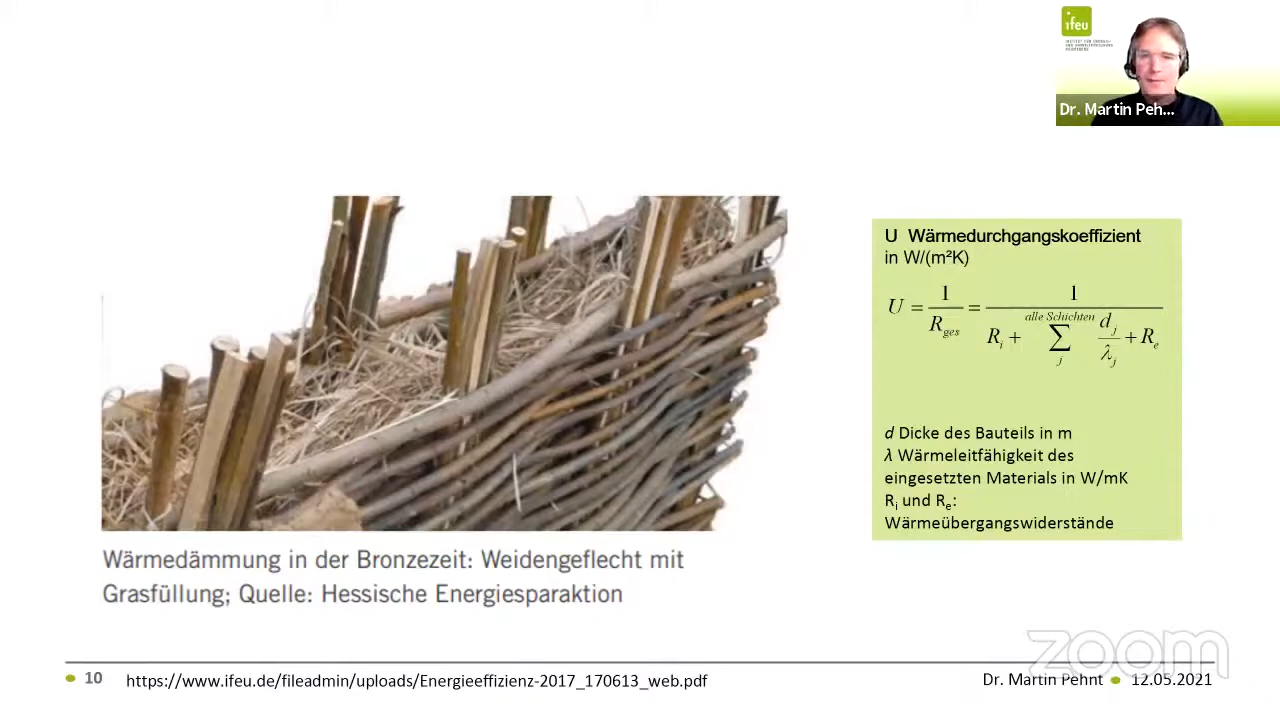 ifeu
Dr. Martin Peh...
U Wärmedurchgangskoeffizient
in W/(m²K)
U = 1/R_ges = 1/(R_i + alle Schichten ∑_j d_j/λ_j + R_e)
d Dicke des Bauteils in m
λ Wärmeleitfähigkeit des
eingesetzten Materials in W/mK
R_i und R_e:
Wärmeübergangswiderstände
Wärmedämmung in der Bronzezeit: Weidengeflecht mit
Grasfüllung; Quelle: Hessische Energiesparaktion
zoom
10 https://www.ifeu.de/fileadmin/uploads/Energieeffizienz-2017_170613_web.pdf Dr. Martin Pehnt 12.05.2021